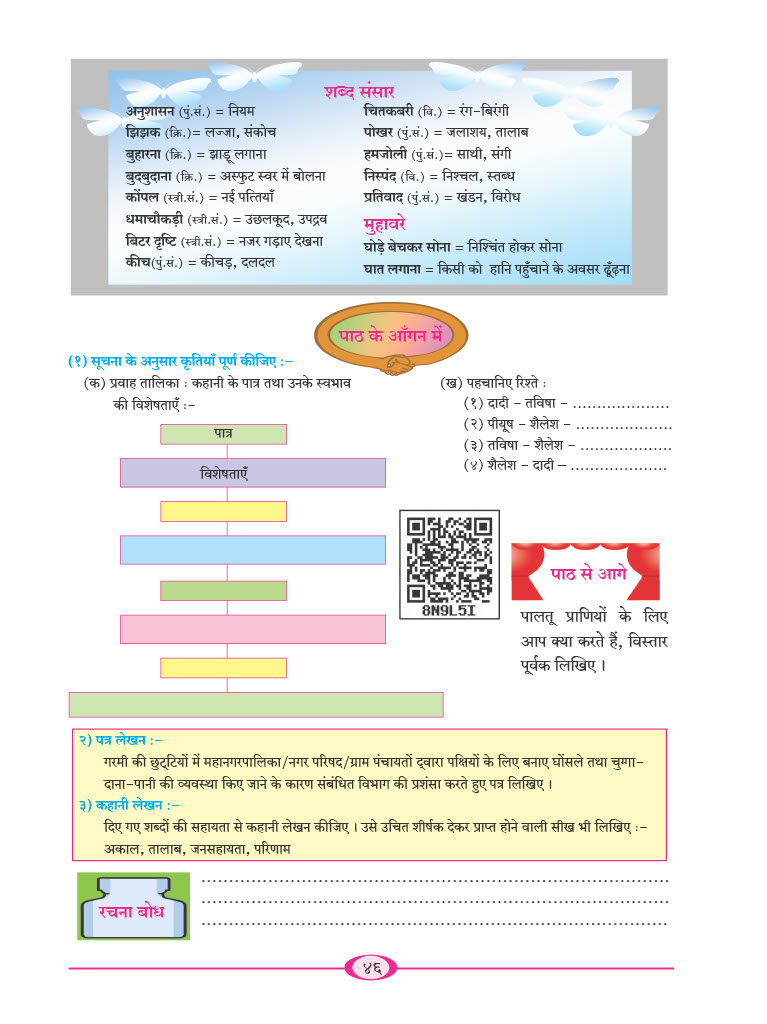 शब्द संसार
अनुशासन (पुं.सं.) = नियम
झिझक (क्रि.)= लज्जा, संकोच
बुहारना (क्रि.) = झाड़ू लगाना
बुदबुदाना (क्रि.) = अस्फुट स्वर में बोलना
कोंपल (स्त्री.सं.) = नई पत्तियाँ
धमाचौकड़ी (स्त्री.सं.) = उछलकूद, उपद्रव
बिटर दृष्टि (स्त्री.सं.) = नजर गड़ाए देखना
कीच(पुं.सं.) = कीचड़, दलदल
चितकबरी (वि.) = रंग-बिरंगी
पोखर (पुं.सं.) = जलाशय, तालाब
हमजोली (पुं.सं.)= साथी, संगी
निस्पंद (वि.) = निश्चल, स्तब्ध
प्रतिवाद (पुं.सं.) = खंडन, विरोध
मुहावरे
घोड़े बेचकर सोना = निश्चिंत होकर सोना
घात लगाना = किसी को हानि पहुँचाने के अवसर ढूँढ़ना
पाठ के आँगन में
(१) सूचना के अनुसार कृतियाँ पूर्ण कीजिए :–
(क) प्रवाह तालिका : कहानी के पात्र तथा उनके स्वभाव
की विशेषताएँ :–
पात्र
विशेषताएँ
(ख) पहचानिए रिश्ते :
(१) दादी - तविषा - ....................
(२) पीयूष - शैलेश - ....................
(३) तविषा - शैलेश - ...................
(४) शैलेश - दादी – ....................
8N9L5I
पाठ से आगे
पालतू प्राणियों के लिए
आप क्या करते हैं, विस्तार
पूर्वक लिखिए ।
२) पत्र लेखन :–
गरमी की छुट्टियों में महानगरपालिका/नगर परिषद/ग्राम पंचायतों द्वारा पक्षियों के लिए बनाए घोंसले तथा चुग्गा-
दाना-पानी की व्यवस्था किए जाने के कारण संबंधित विभाग की प्रशंसा करते हुए पत्र लिखिए ।
३) कहानी लेखन :–
दिए गए शब्दों की सहायता से कहानी लेखन कीजिए । उसे उचित शीर्षक देकर प्राप्त होने वाली सीख भी लिखिए :–
अकाल, तालाब, जनसहायता, परिणाम
रचना बोध
४६